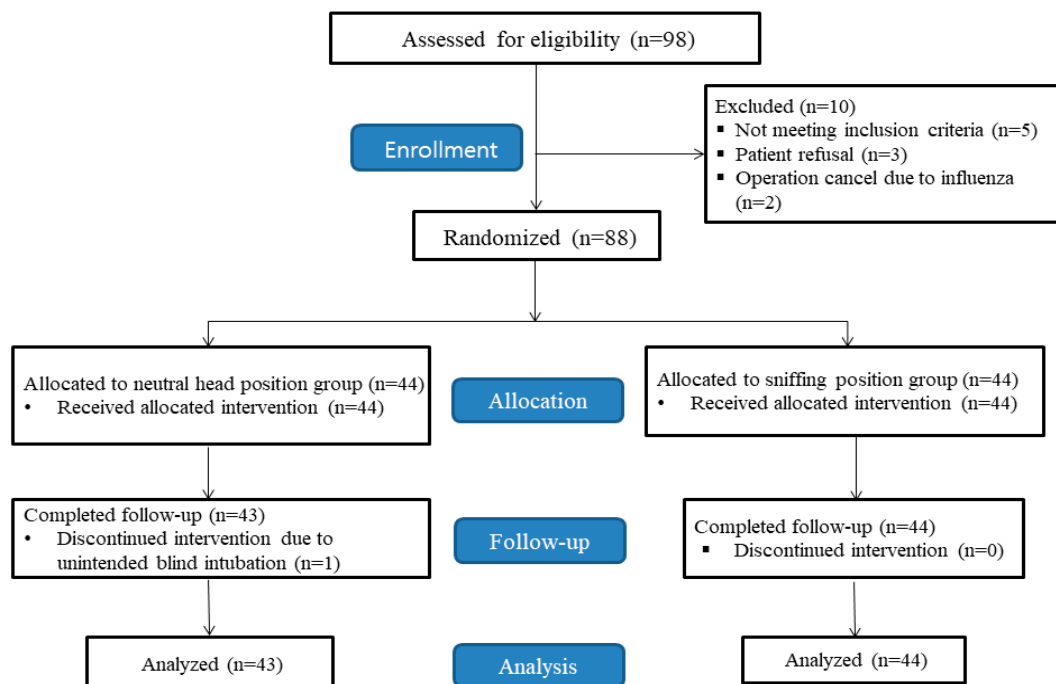 Assessed for eligibility (n=98)
Excluded (n=10)
▪ Not meeting inclusion criteria (n=5)
▪ Patient refusal (n=3)
▪ Operation cancel due to influenza
(n=2)
Enrollment
Randomized (n=88)
Allocated to neutral head position group (n=44)
• Received allocated intervention (n=44)
Allocation
Allocated to sniffing position group (n=44)
• Received allocated intervention (n=44)
Completed follow-up (n=43)
• Discontinued intervention due to
unintended blind intubation (n=1)
Follow-up
Completed follow-up (n=44)
▪ Discontinued intervention (n=0)
Analyzed (n=43)
Analysis
Analyzed (n=44)